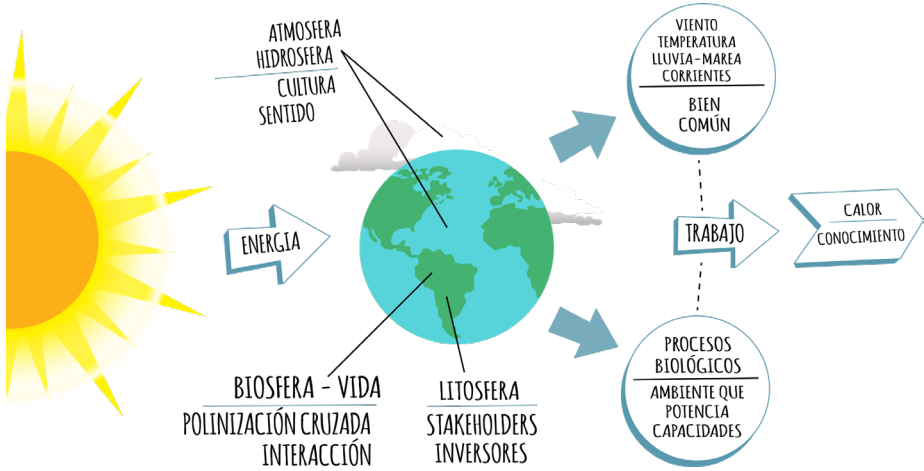 ATMOSFERA
HIDROSFERA
CULTURA
SENTIDO
ENERGIA
BIOSFERA - VIDA
POLINIZACIÓN CRUZADA
INTERACCIÓN
LITOSFERA
STAKEHOLDERS
INVERSORES
VIENTO
TEMPERATURA
LLUVIA-MAREA
CORRIENTES
BIEN
COMÚN
TRABAJO
CALOR
CONOCIMIENTO
PROCESOS
BIOLÓGICOS
AMBIENTE QUE
POTENCIA
CAPACIDADES